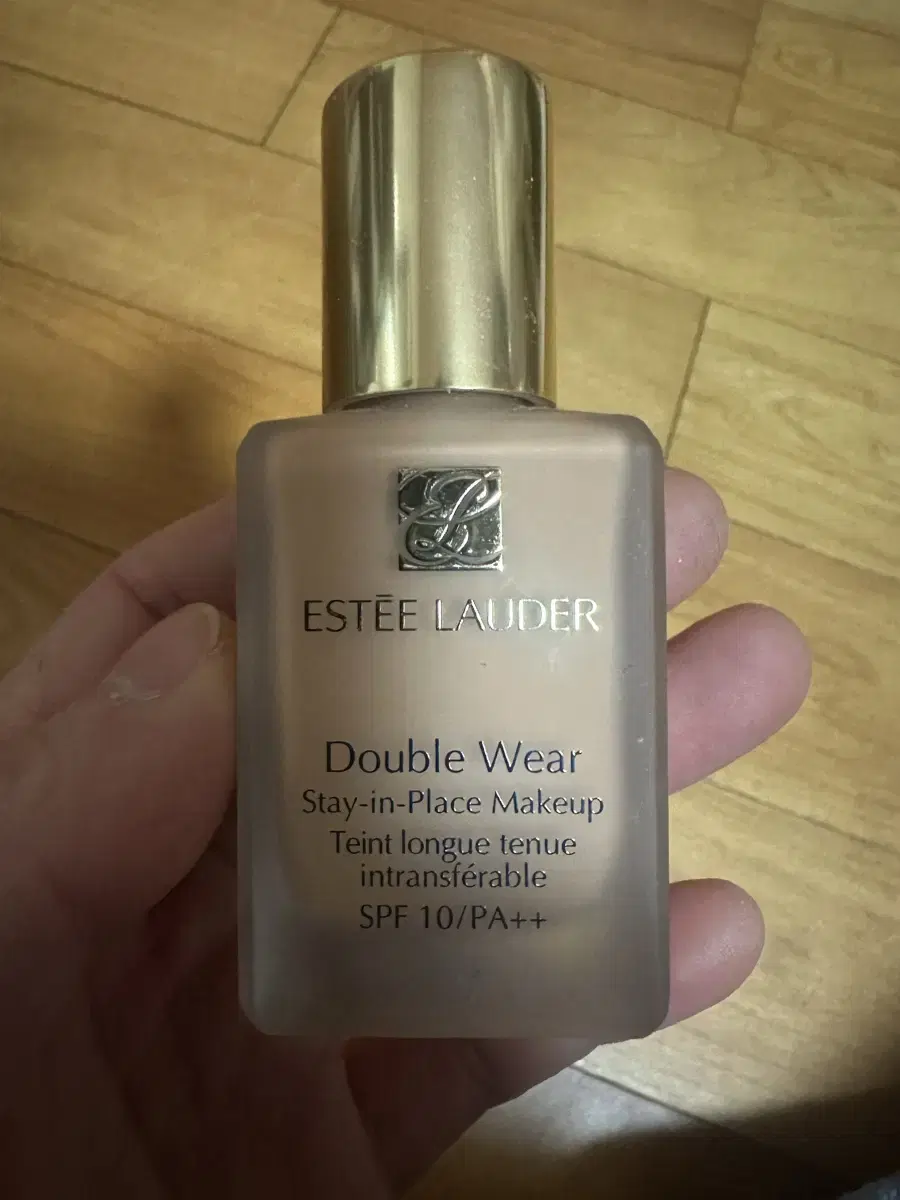 ESTĒE LAUDER
Double Wear
Stay-in-Place Makeup
Teint longue tenue
intransférable
SPF 10/PA++